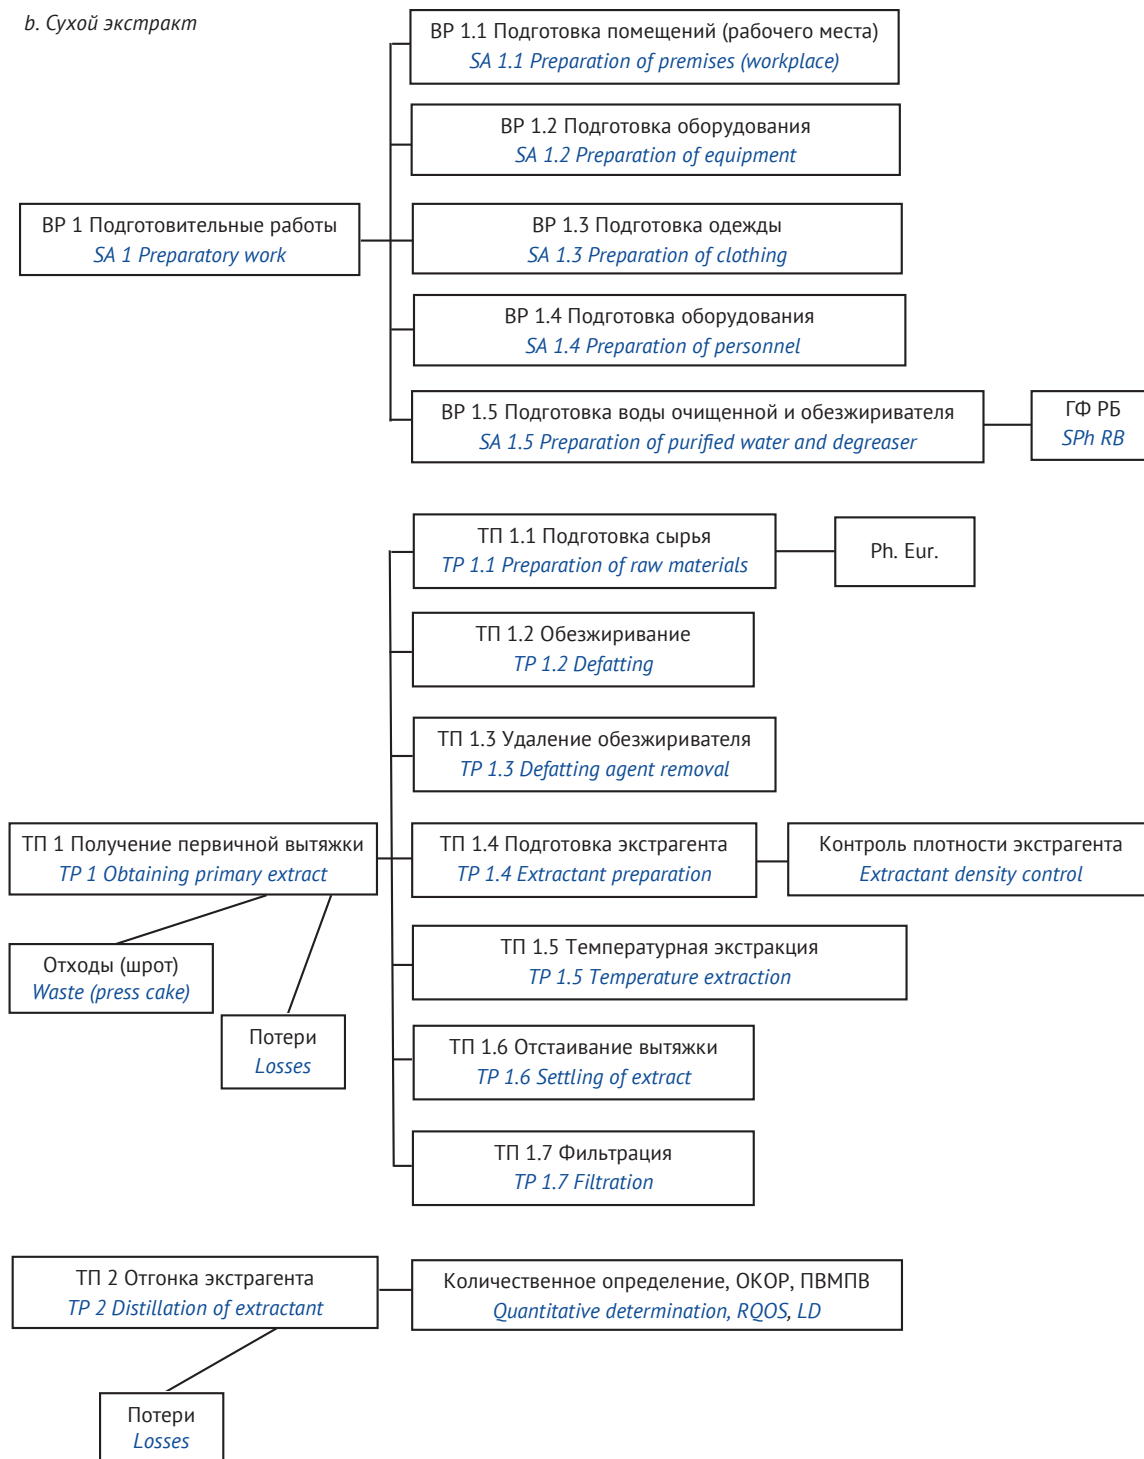 b. Сухой экстракт
ВР 1.1 Подготовка помещений (рабочего места)
SA 1.1 Preparation of premises (workplace)
ВР 1.2 Подготовка оборудования
SA 1.2 Preparation of equipment
ВР 1 Подготовительные работы
SA 1 Preparatory work
ВР 1.3 Подготовка одежды
SA 1.3 Preparation of clothing
ВР 1.4 Подготовка оборудования
SA 1.4 Preparation of personnel
ВР 1.5 Подготовка воды очищенной и обезжиривателя
SA 1.5 Preparation of purified water and degreaser
ГФ РБ
SPh RB
ТП 1.1 Подготовка сырья
TP 1.1 Preparation of raw materials
Ph. Eur.
ТП 1.2 Обезжиривание
TP 1.2 Defatting
ТП 1.3 Удаление обезжиривателя
TP 1.3 Defatting agent removal
ТП 1 Получение первичной вытяжки
TP 1 Obtaining primary extract
ТП 1.4 Подготовка экстрагента
TP 1.4 Extractant preparation
Контроль плотности экстрагента
Extractant density control
Отходы (шрот)
Waste (press cake)
ТП 1.5 Температурная экстракция
TP 1.5 Temperature extraction
Потери
Losses
ТП 1.6 Отстаивание вытяжки
TP 1.6 Settling of extract
ТП 1.7 Фильтрация
TP 1.7 Filtration
ТП 2 Отгонка экстрагента
TP 2 Distillation of extractant
Количественное определение, ОКОР, ПВМПВ
Quantitative determination, RQOS, LD
Потери
Losses